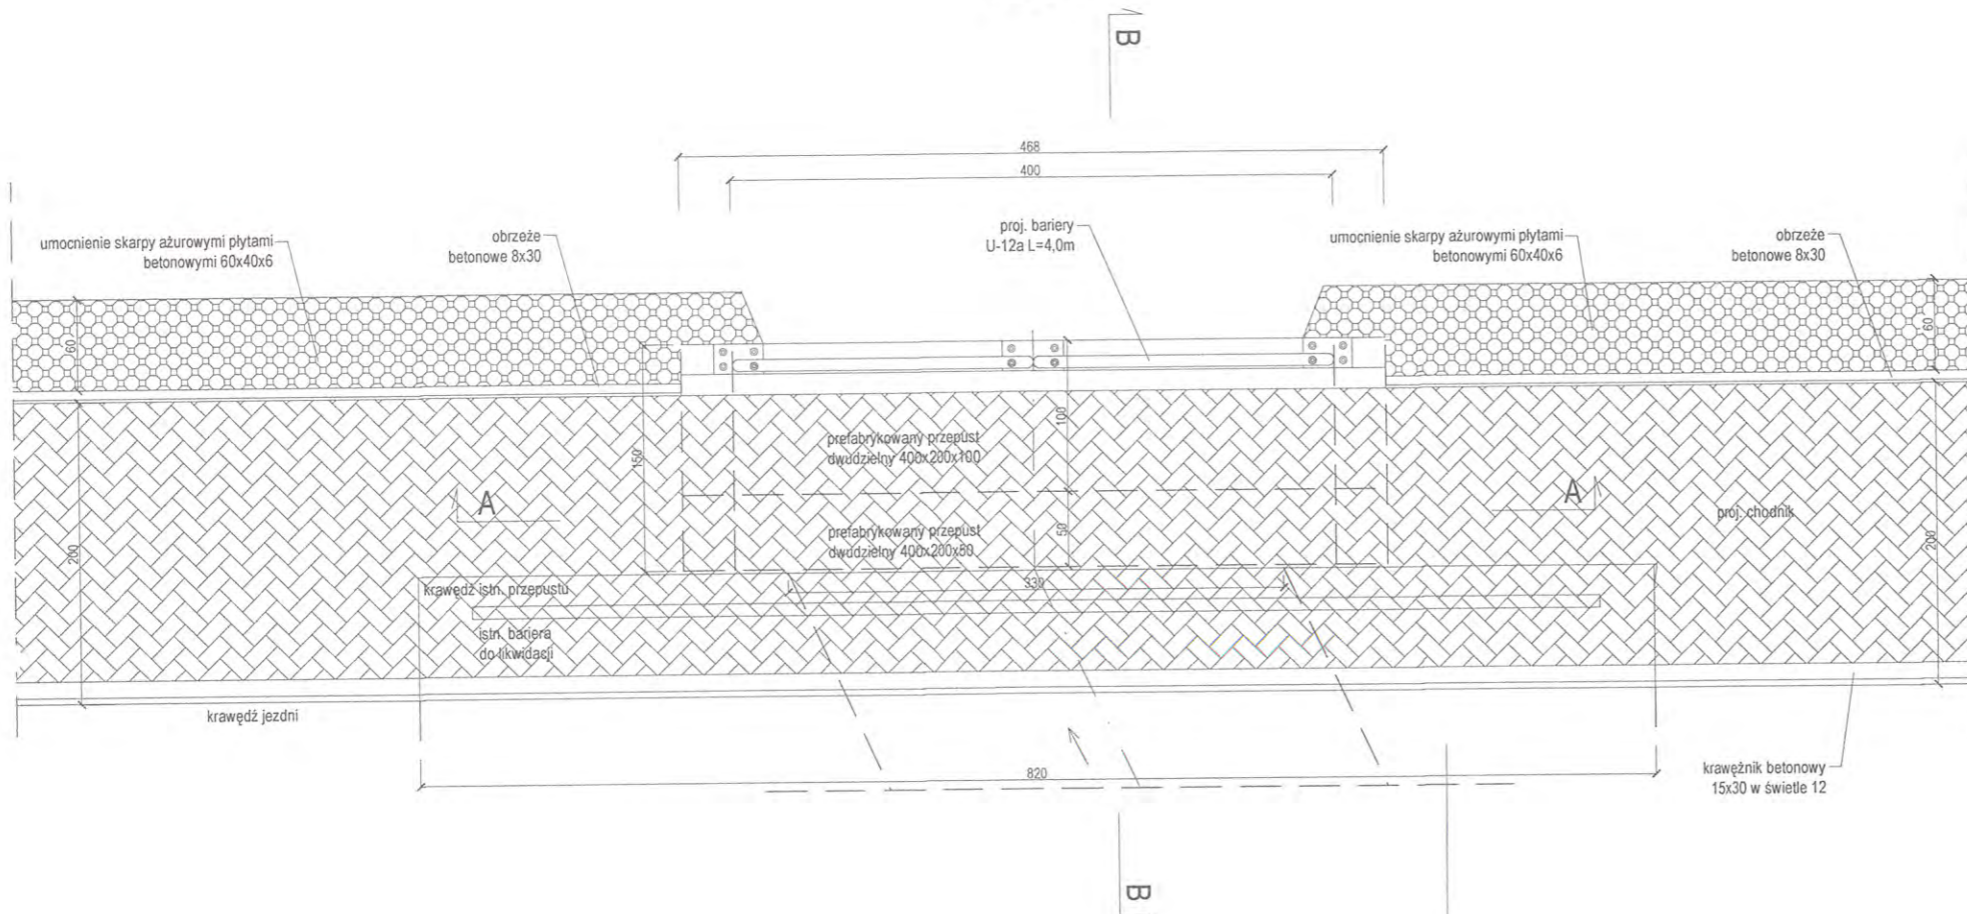 B
468
400
umocnienie skarpy ażurowymi płytami
betonowymi 60x40x6
obrzeże
betonowe 8x30
proj. bariery
U-12a L=4,0m
umocnienie skarpy ażurowymi płytami
betonowymi 60x40x6
obrzeże
betonowe 8x30
60
60
150
100
prefabrykowany przepust
dwudzielny 400x200x100
A
A
proj. chodnik
200
50
200
prefabrykowany przepust
dwudzielny 400x200x50
krawędź istn. przepustu
330
istn. bariera
do likwidacji
krawędź jezdni
820
krawężnik betonowy
15x30 w świetle 12
B